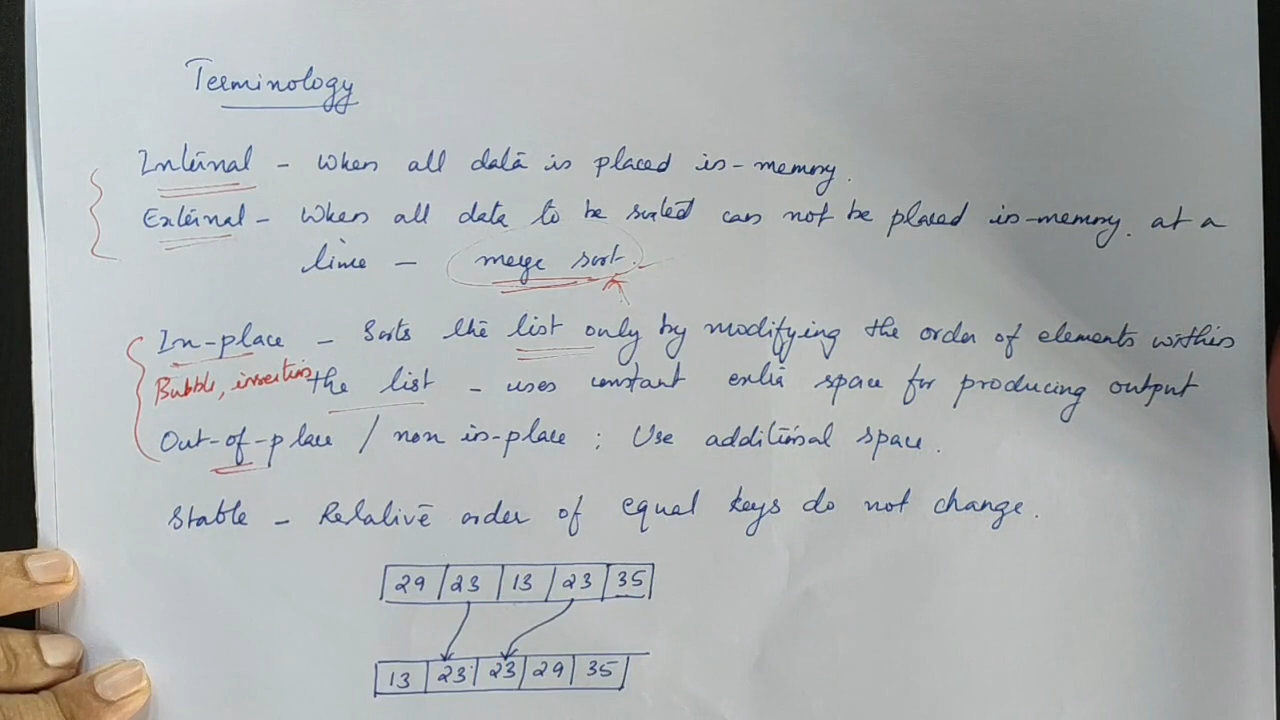 Terminology
Internal - When all data is placed in-memory.
External - When all data to be sorted can not be placed in-memory at a
time - merge sort.
In-place - Sorts the list only by modifying the order of elements within
Bubble, insertion the list - uses constant extra space for producing output
Out-of-place / non in-place ; Use additional space.
Stable - Relative order of equal keys do not change.
29 23 13 23 35
13 23 23 29 35